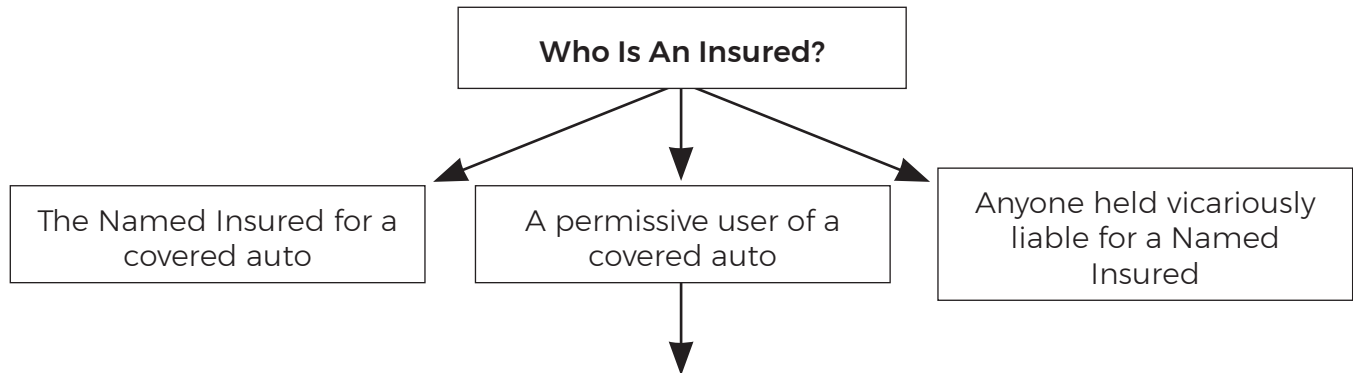 Who Is An Insured?
The Named Insured for a
covered auto
A permissive user of a
covered auto
Anyone held vicariously
liable for a Named
Insured